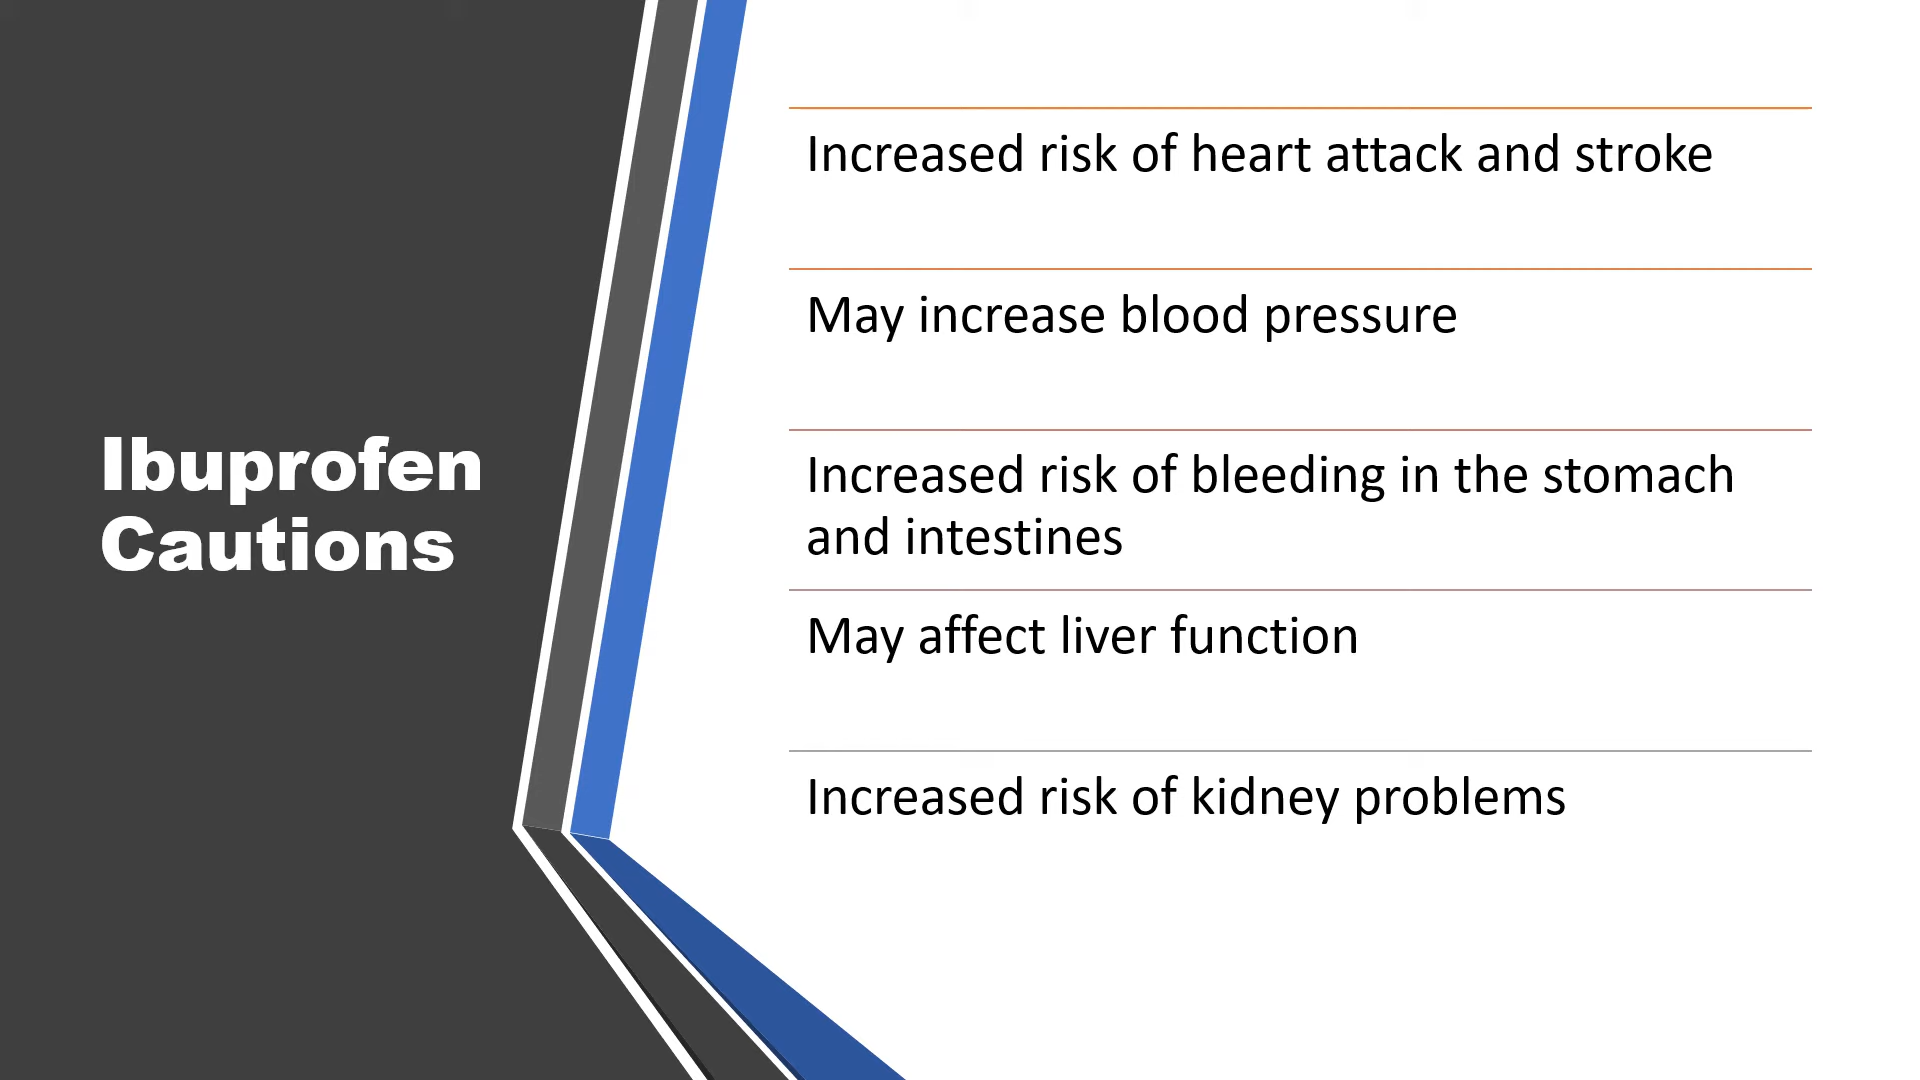 Ibuprofen
Cautions
Increased risk of heart attack and stroke
May increase blood pressure
Increased risk of bleeding in the stomach
and intestines
May affect liver function
Increased risk of kidney problems